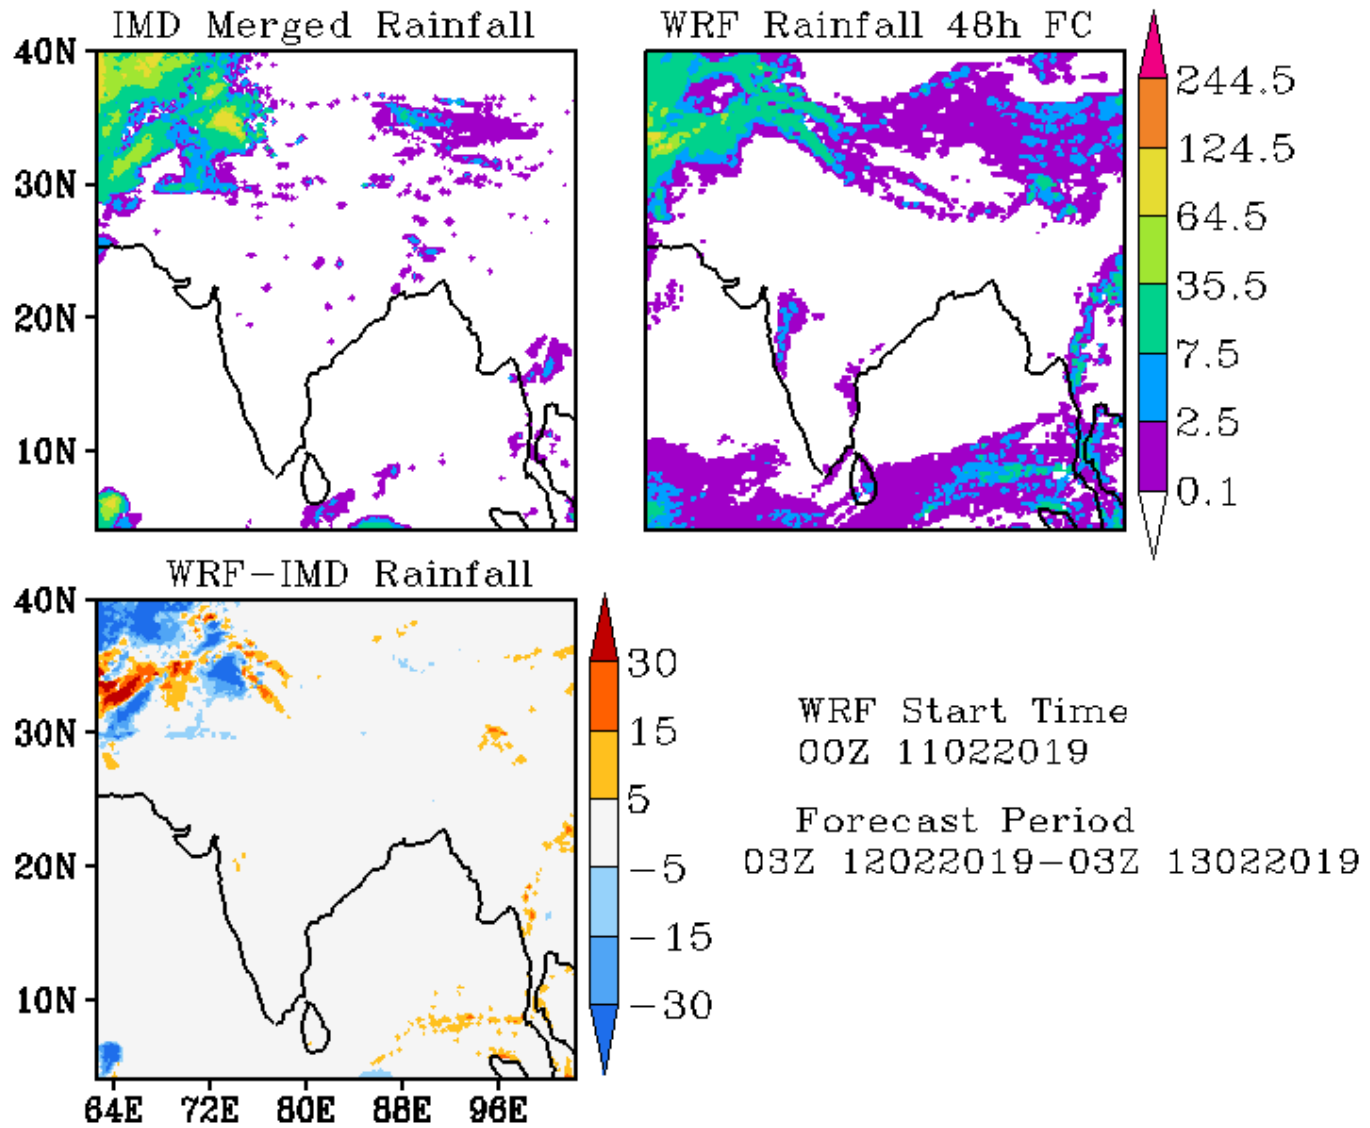 IMD Merged Rainfall
WRF Rainfall 48h FC
40N
30N
20N
10N
244.5
124.5
64.5
35.5
7.5
2.5
0.1
WRF-IMD Rainfall
40N
30N
20N
10N
64E 72E 80E 88E 96E
30
15
5
-5
-15
-30
WRF Start Time
00Z 11022019
Forecast Period
03Z 12022019-03Z 13022019